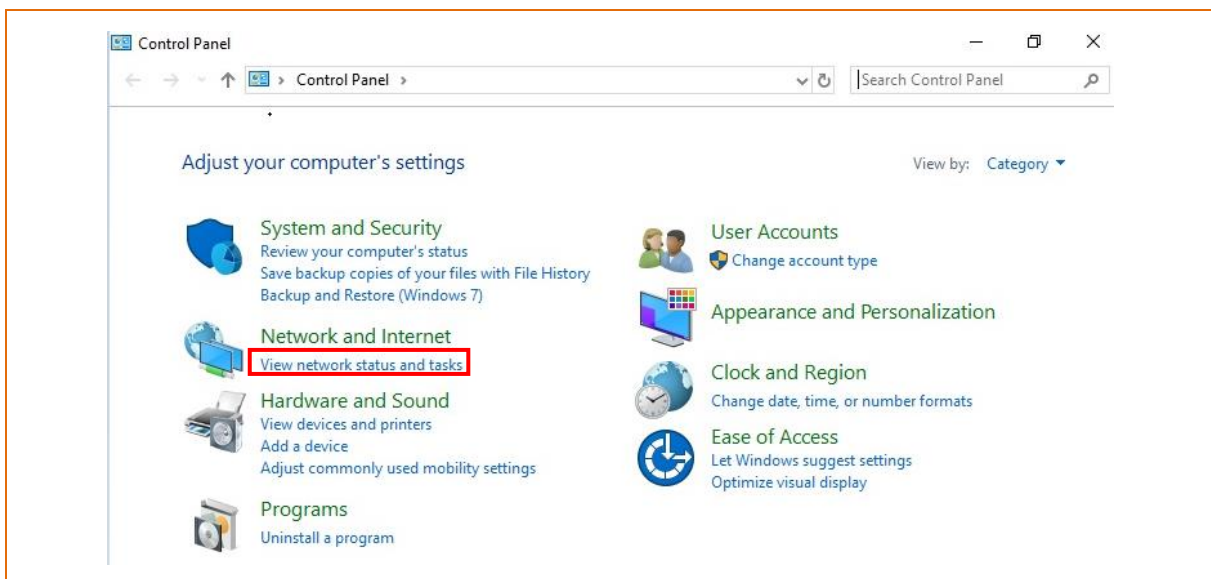 Control Panel
Control Panel
Search Control Panel
Adjust your computer's settings
View by: Category
System and Security
Review your computer's status
Save backup copies of your files with File History
Backup and Restore (Windows 7)
Network and Internet
View network status and tasks
Hardware and Sound
View devices and printers
Add a device
Adjust commonly used mobility settings
Programs
Uninstall a program
User Accounts
Change account type
Appearance and Personalization
Clock and Region
Change date, time, or number formats
Ease of Access
Let Windows suggest settings
Optimize visual display